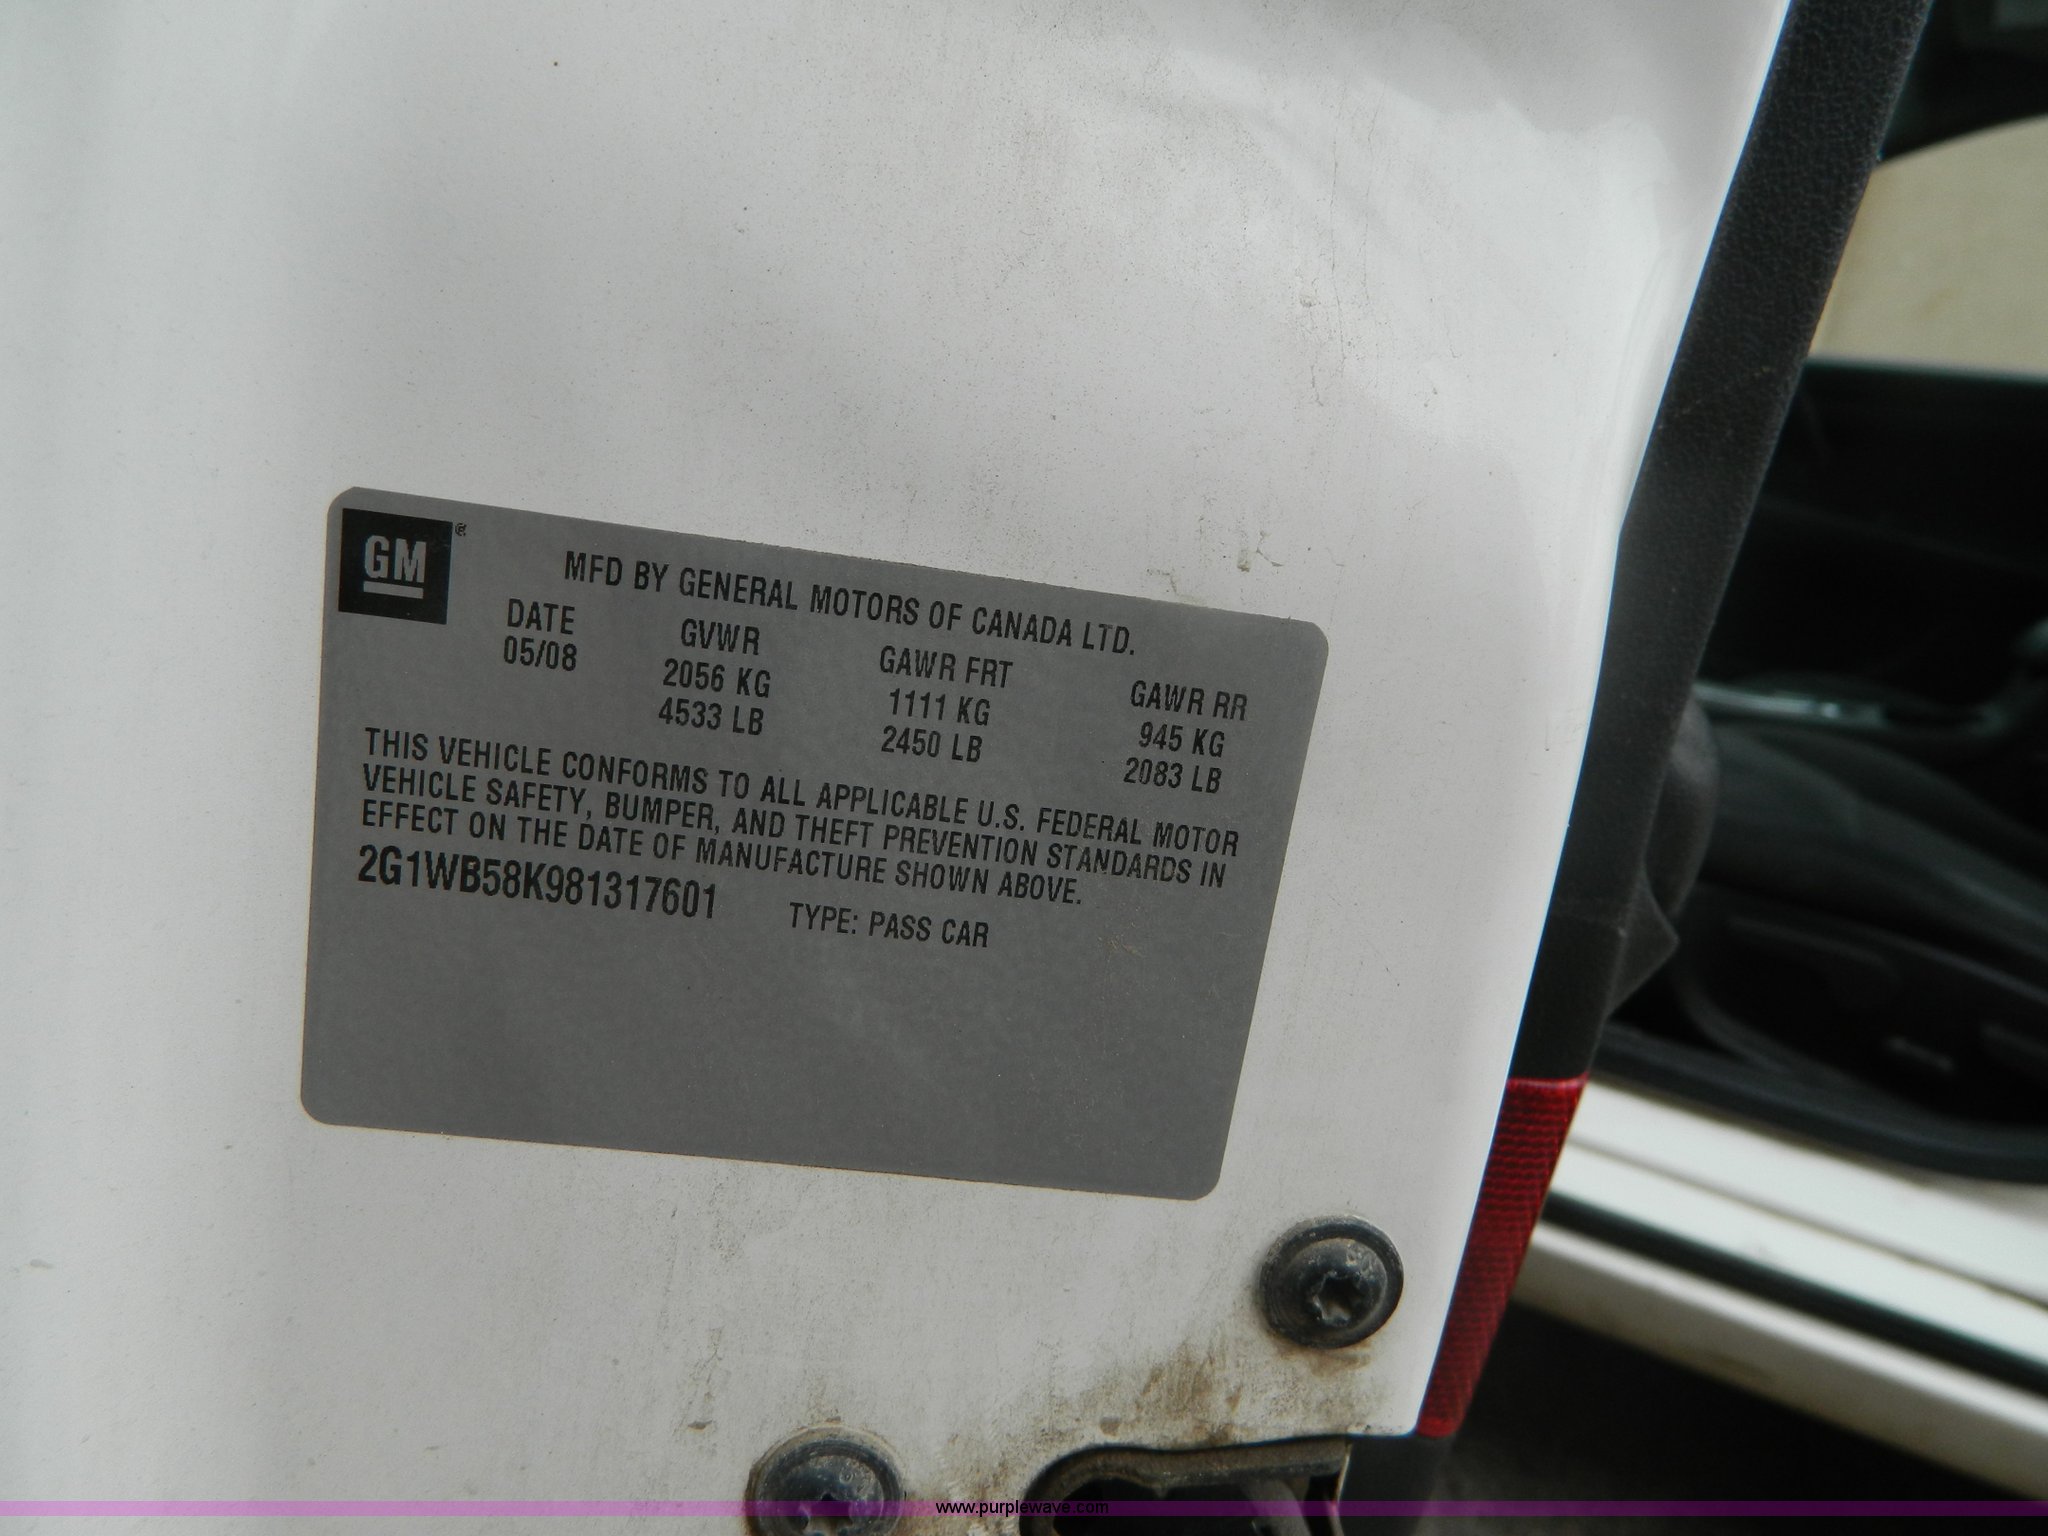 GM ®
MFD BY GENERAL MOTORS OF CANADA LTD.
DATE GVWR GAWR FRT GAWR RR
05/08 2056 KG 1111 KG 945 KG
4533 LB 2450 LB 2083 LB
THIS VEHICLE CONFORMS TO ALL APPLICABLE U.S. FEDERAL MOTOR
VEHICLE SAFETY, BUMPER, AND THEFT PREVENTION STANDARDS IN
EFFECT ON THE DATE OF MANUFACTURE SHOWN ABOVE.
2G1WB58K981317601 TYPE: PASS CAR
www.purplewave.com